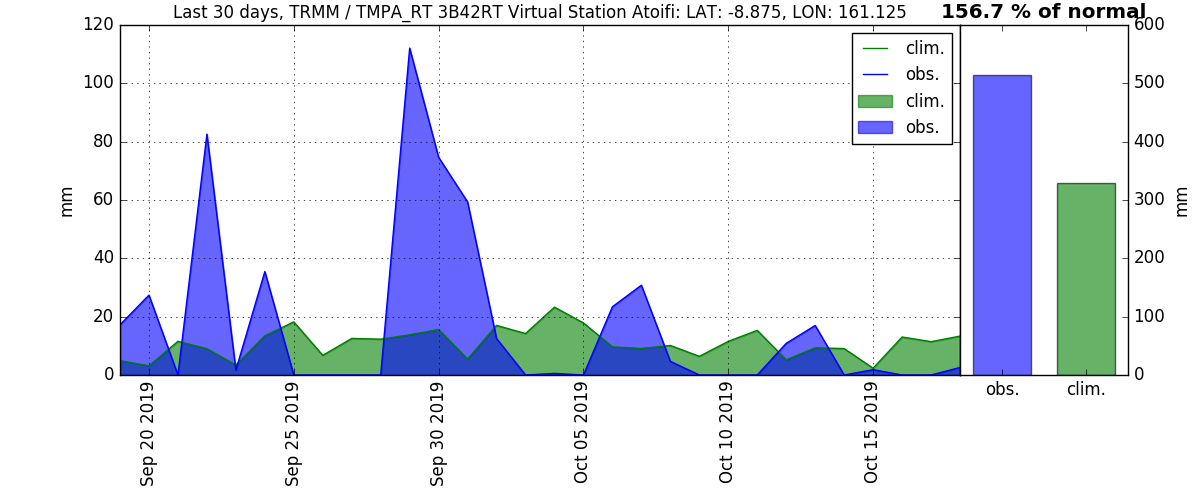 Last 30 days, TRMM / TMPA_RT 3B42RT Virtual Station Atoifi: LAT: -8.875, LON: 161.125
156.7 % of normal
120
100
80
60
40
20
0
mm
Sep 20 2019
Sep 25 2019
Sep 30 2019
Oct 05 2019
Oct 10 2019
Oct 15 2019
clim.
obs.
clim.
obs.
600
500
400
300
200
100
0
mm
obs.
clim.